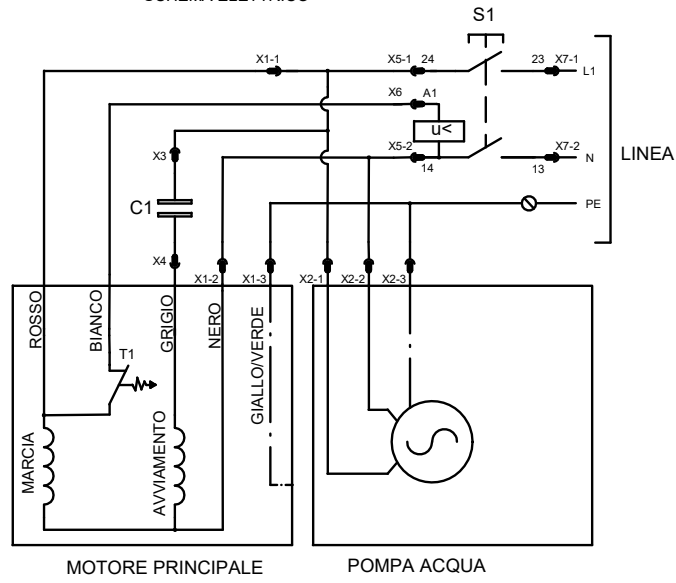 S1
X1-1
X5-1 24
23 X7-1
L1
X6 A1
u<
X5-2
14
X7-2
13
N
LINEA
PE
X3
C1
X4
X1-2
X1-3
X2-1
X2-2
X2-3
ROSSO
BIANCO
GRIGIO
NERO
GIALLO/VERDE
T1
MARCIA
AVVIAMENTO
MOTORE PRINCIPALE
POMPA ACQUA